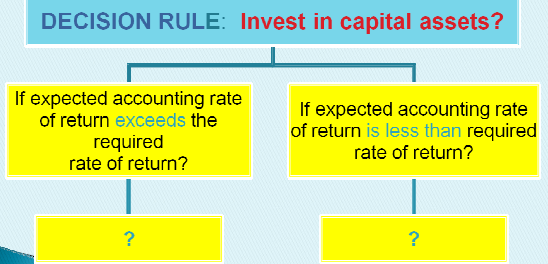 DECISION RULE: Invest in capital assets?
If expected accounting rate
of return exceeds the
required
rate of return?
If expected accounting rate
of return is less than required
rate of return?
?
?